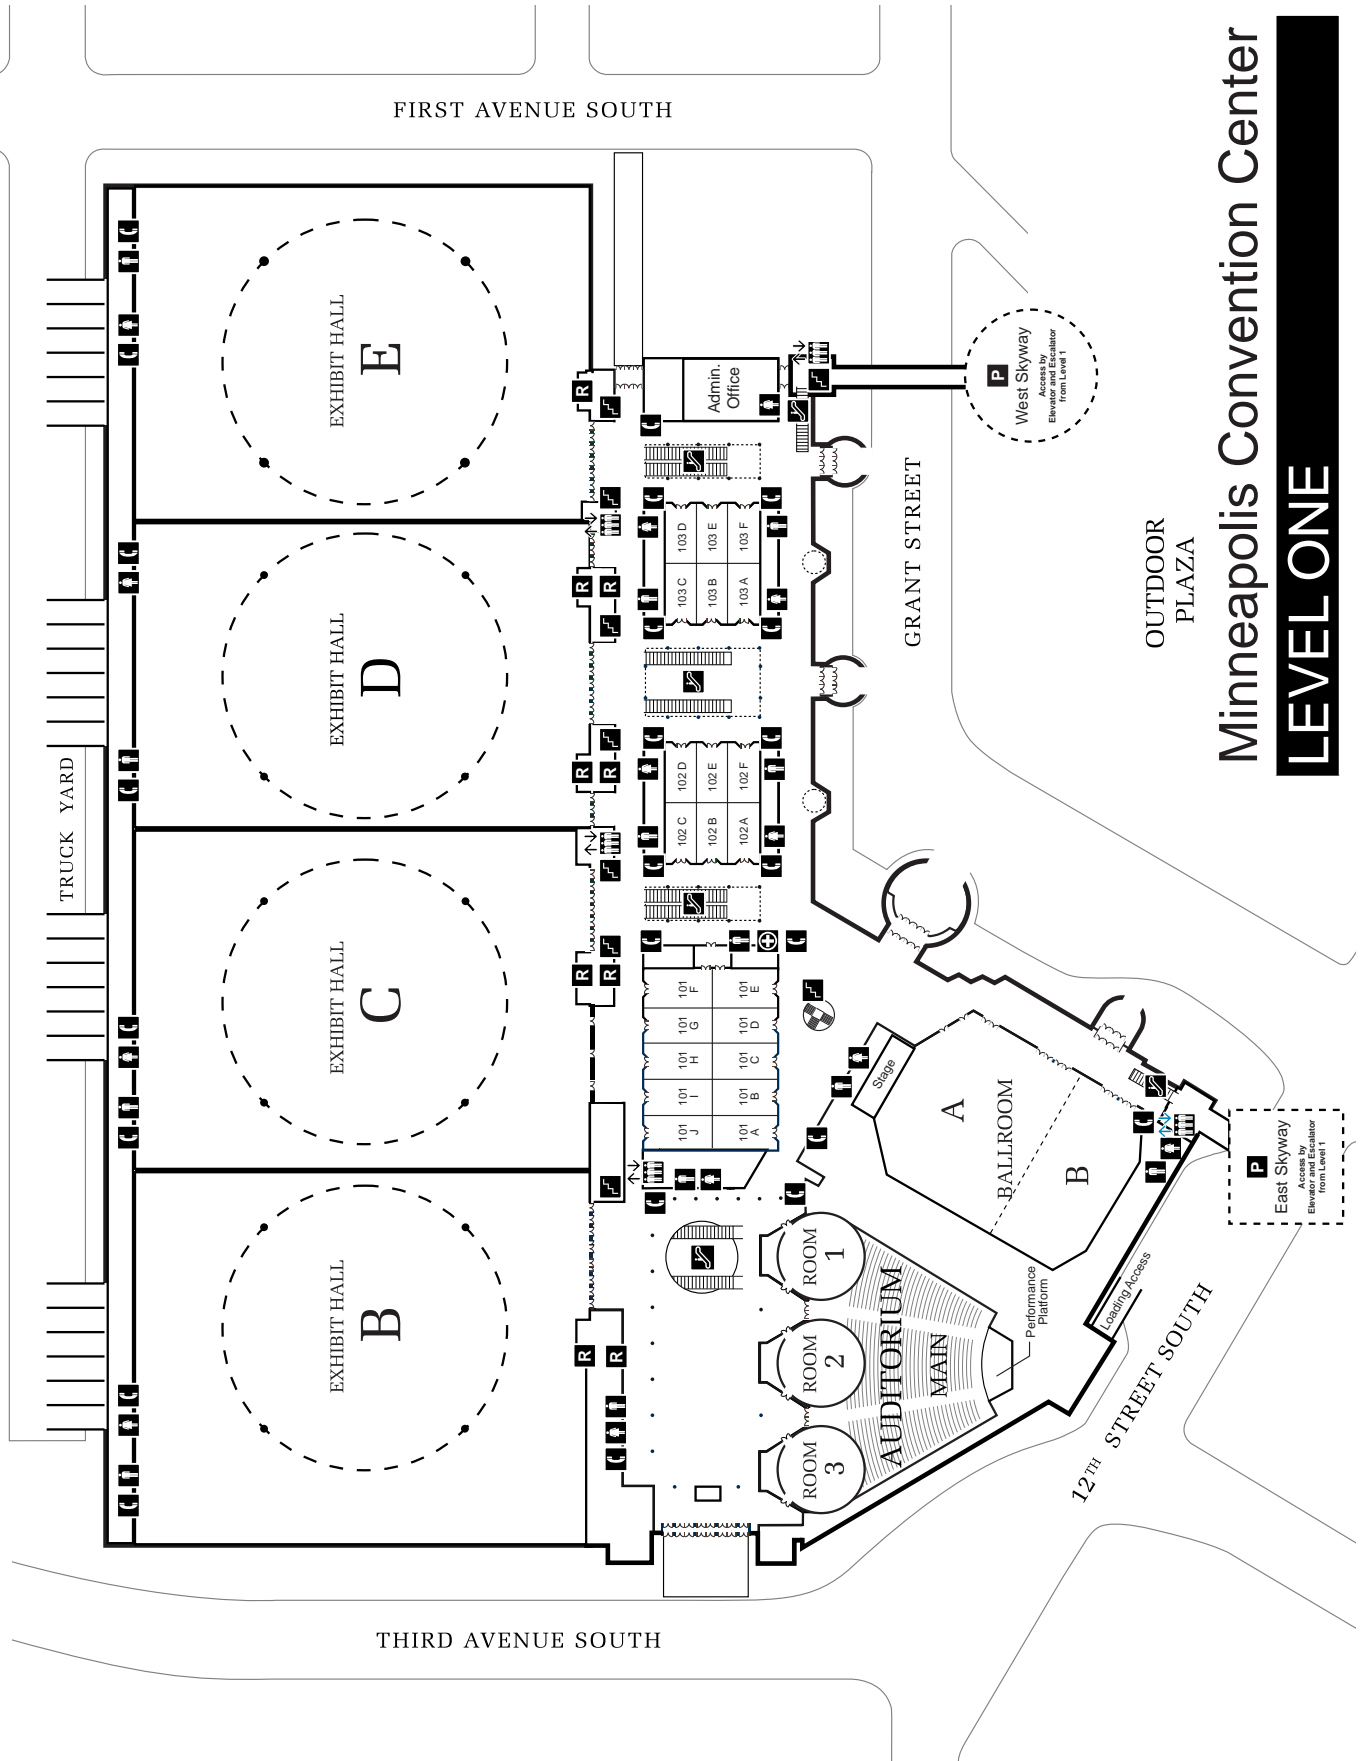 Minneapolis Convention Center
LEVEL ONE
FIRST AVENUE SOUTH
TRUCK YARD
EXHIBIT HALL
E
EXHIBIT HALL
D
EXHIBIT HALL
C
EXHIBIT HALL
B
R
R
R
R
R
R
R
R
R
Admin.
Office
103 D
103 E
103 F
103 C
103 B
103 A
102 D
102 E
102 F
102 C
102 B
102 A
101
F
101
E
101
G
101
D
101
H
101
C
101
I
101
B
101
J
101
A
P
West Skyway
Access by
Elevator and Escalator
from Level 1
GRANT STREET
OUTDOOR
PLAZA
Stage
A
BALLROOM
B
P
East Skyway
Access by
Elevator and Escalator
from Level 1
ROOM
1
ROOM
2
ROOM
3
AUDITORIUM
MAIN
Performance
Platform
Loading Access
12TH STREET SOUTH
THIRD AVENUE SOUTH